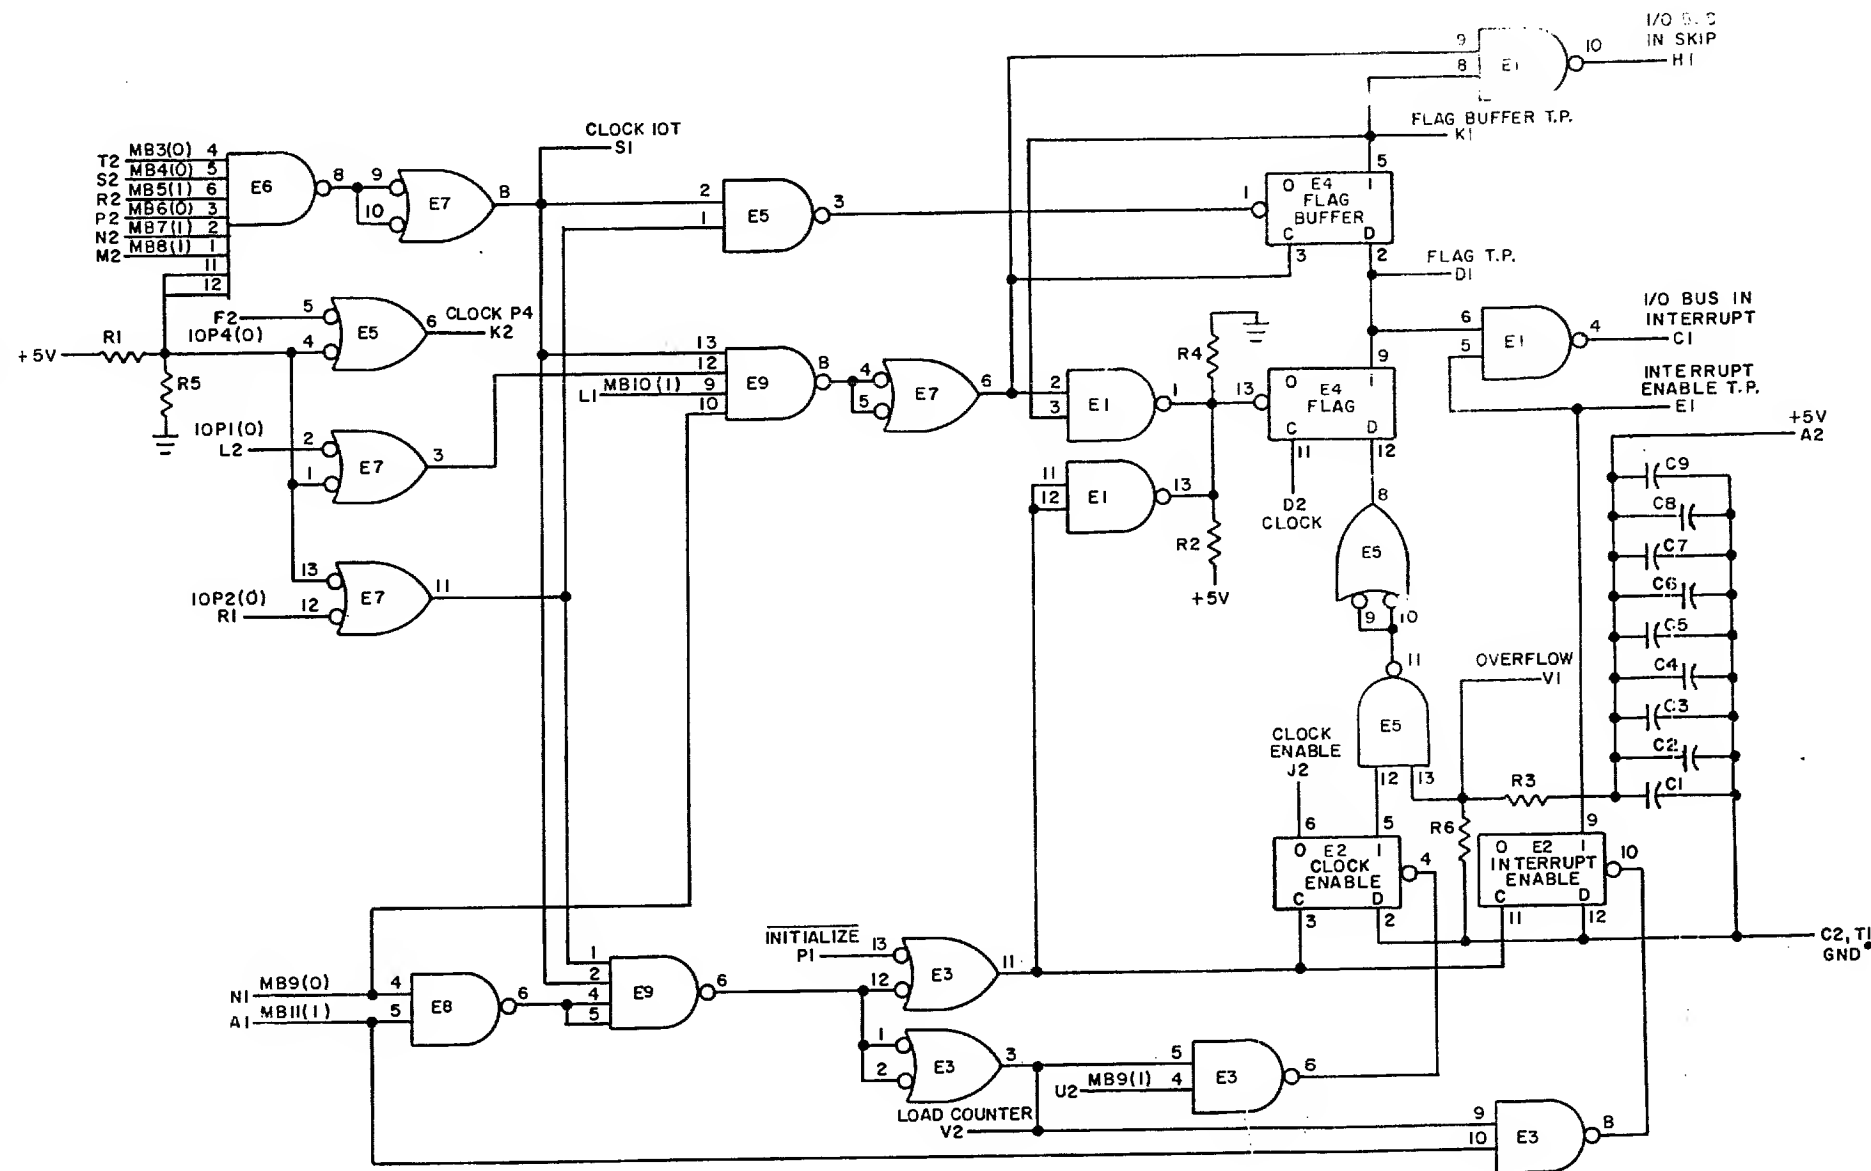 I/O
IN SKIP
H1
9
8
E1
10
CLOCK IOT
S1
FLAG BUFFER T.P.
K1
T2 MB3(0) 4
S2 MB4(0) 5
R2 MB5(1) 6
P2 MB6(0) 3
N2 MB7(1) 2
M2 MB8(1) 1
11
12
E6
8
9
10
E7
8
2
1
E5
3
1
5
O E4 1
FLAG
BUFFER
C D
3 2
FLAG T.P.
D1
F2
5
IOP4(0)
4
E5
6
CLOCK P4
K2
+5V
R1
R5
13
12
L1 MB10(1) 9
10
E9
8
4
5
E7
6
2
3
E1
1
R4
13
9
O E4 1
FLAG
C D
11 12
D2
CLOCK
6
5
E1
4
I/O BUS IN
INTERRUPT
C1
INTERRUPT
ENABLE T.P.
E1
+5V
A2
IOP1(0)
L2
2
1
E7
3
11
12
E1
13
R2
+5V
8
E5
9 10
11
E5
12 13
IOP2(0)
R1
13
12
E7
11
OVERFLOW
V1
C9
C8
C7
C6
C5
C4
C3
C2
C1
R3
R6
CLOCK
ENABLE
J2
6 5
O E2 1
CLOCK
ENABLE
C D
3 2
4
9
O E2 1
INTERRUPT
ENABLE
C D
11 12
10
C2, T1
GND
N1 MB9(0) 4
A1 MB11(1) 5
E8
6
1
2
4
5
E9
6
INITIALIZE
P1
13
12
E3
11
1
2
E3
3
LOAD COUNTER
V2
5
U2 MB9(1) 4
E3
6
9
10
E3
8